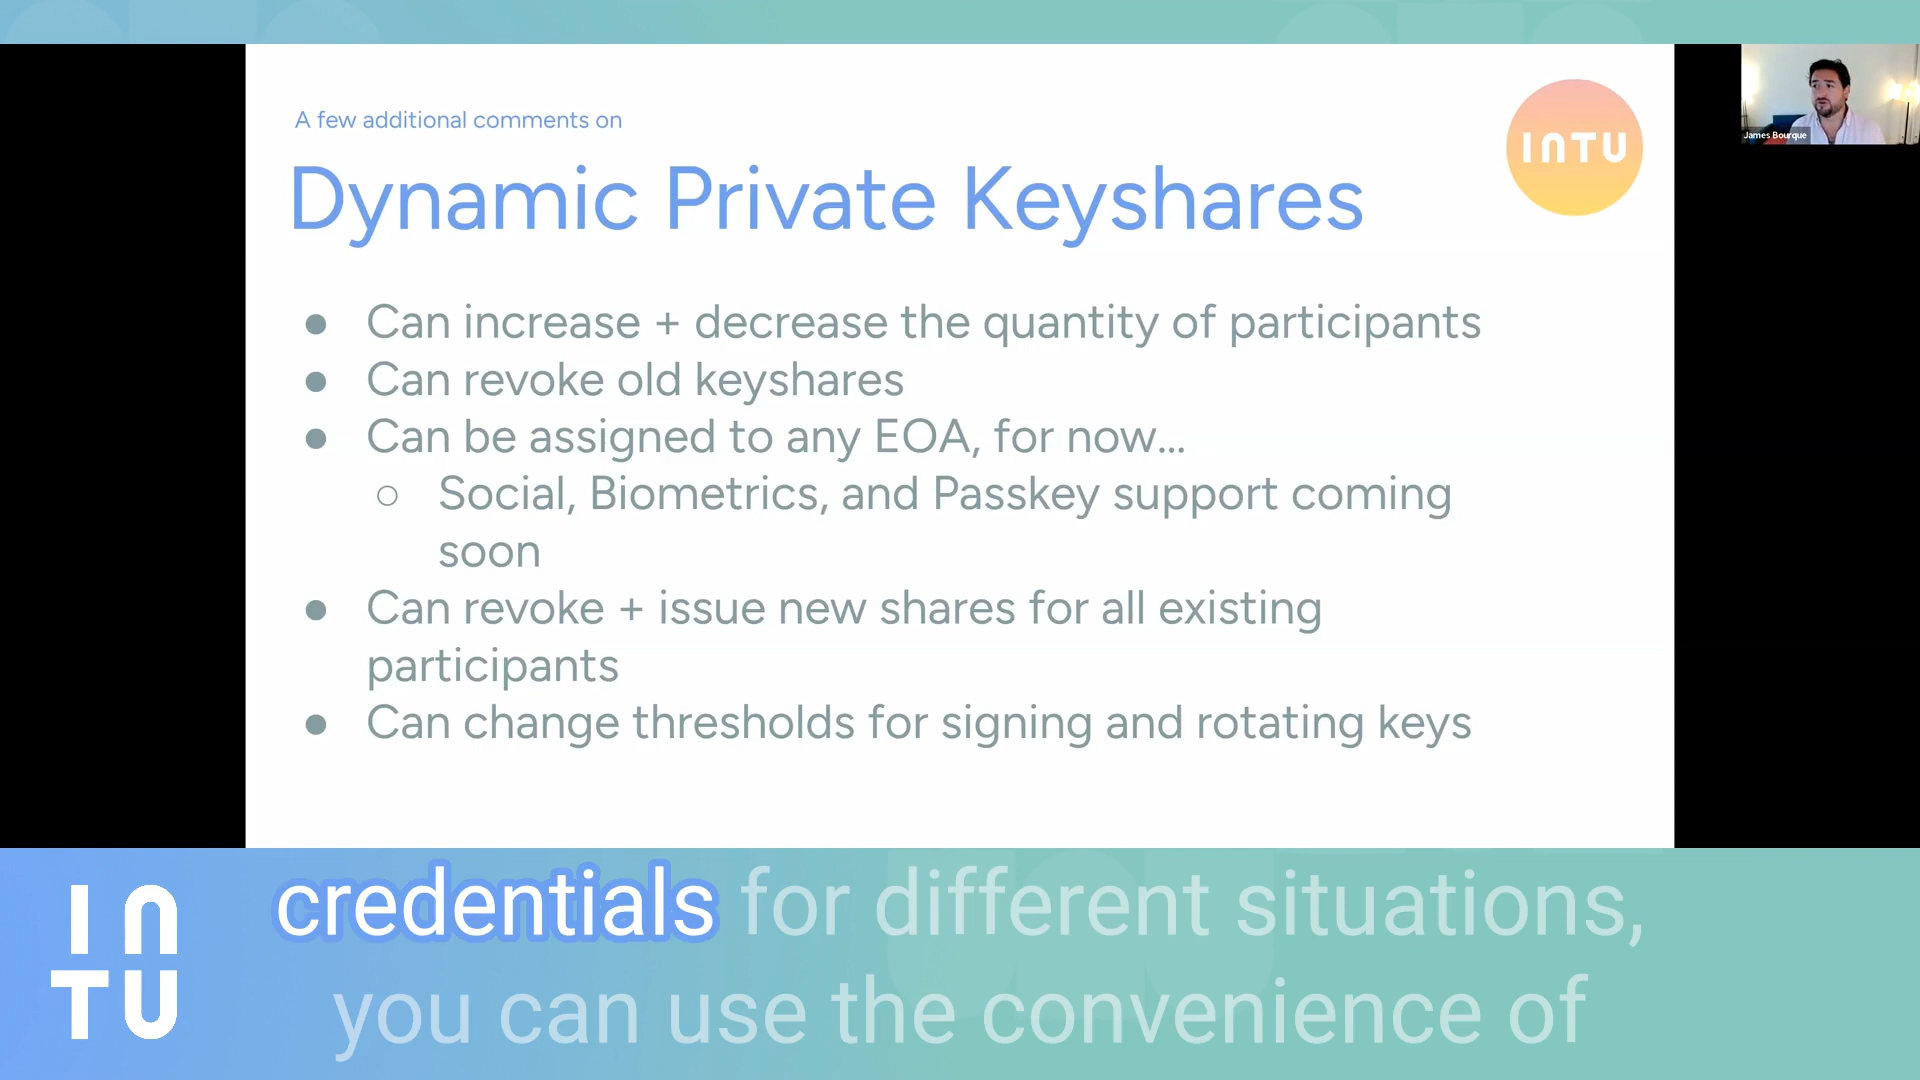 A few additional comments on
Dynamic Private Keyshares
INTU
James Bourque
● Can increase + decrease the quantity of participants
● Can revoke old keyshares
● Can be assigned to any EOA, for now...
○ Social, Biometrics, and Passkey support coming
soon
● Can revoke + issue new shares for all existing
participants
● Can change thresholds for signing and rotating keys
IN
TU
credentials for different situations,
you can use the convenience of